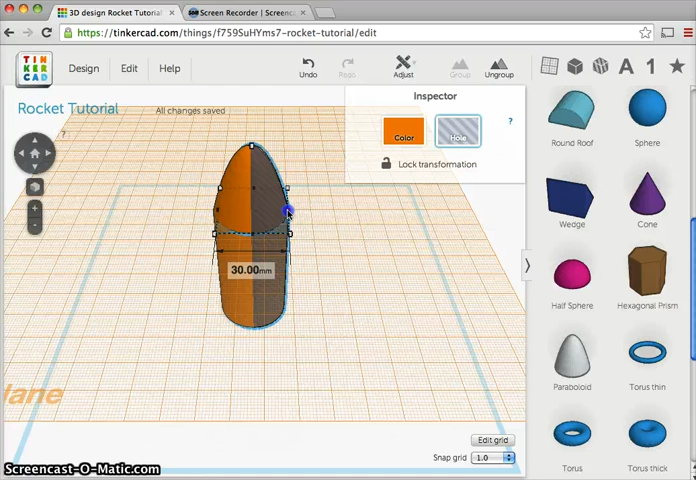 3D design Rocket Tutorial
Screen Recorder | Screenc
https://tinkercad.com/things/f759SuHYms7-rocket-tutorial/edit
TIN
KER
CAD
Design
Edit
Help
Undo
Redo
Adjust
Group
Ungroup
A
1
Rocket Tutorial
All changes saved
?
Inspector
Color
Hole
?
Lock transformation
+
-
30.00mm
lane
Round Roof
Sphere
Wedge
Cone
Half Sphere
Hexagonal Prism
Paraboloid
Torus thin
Torus
Torus thick
Edit grid
Snap grid
1.0
Screencast-O-Matic.com